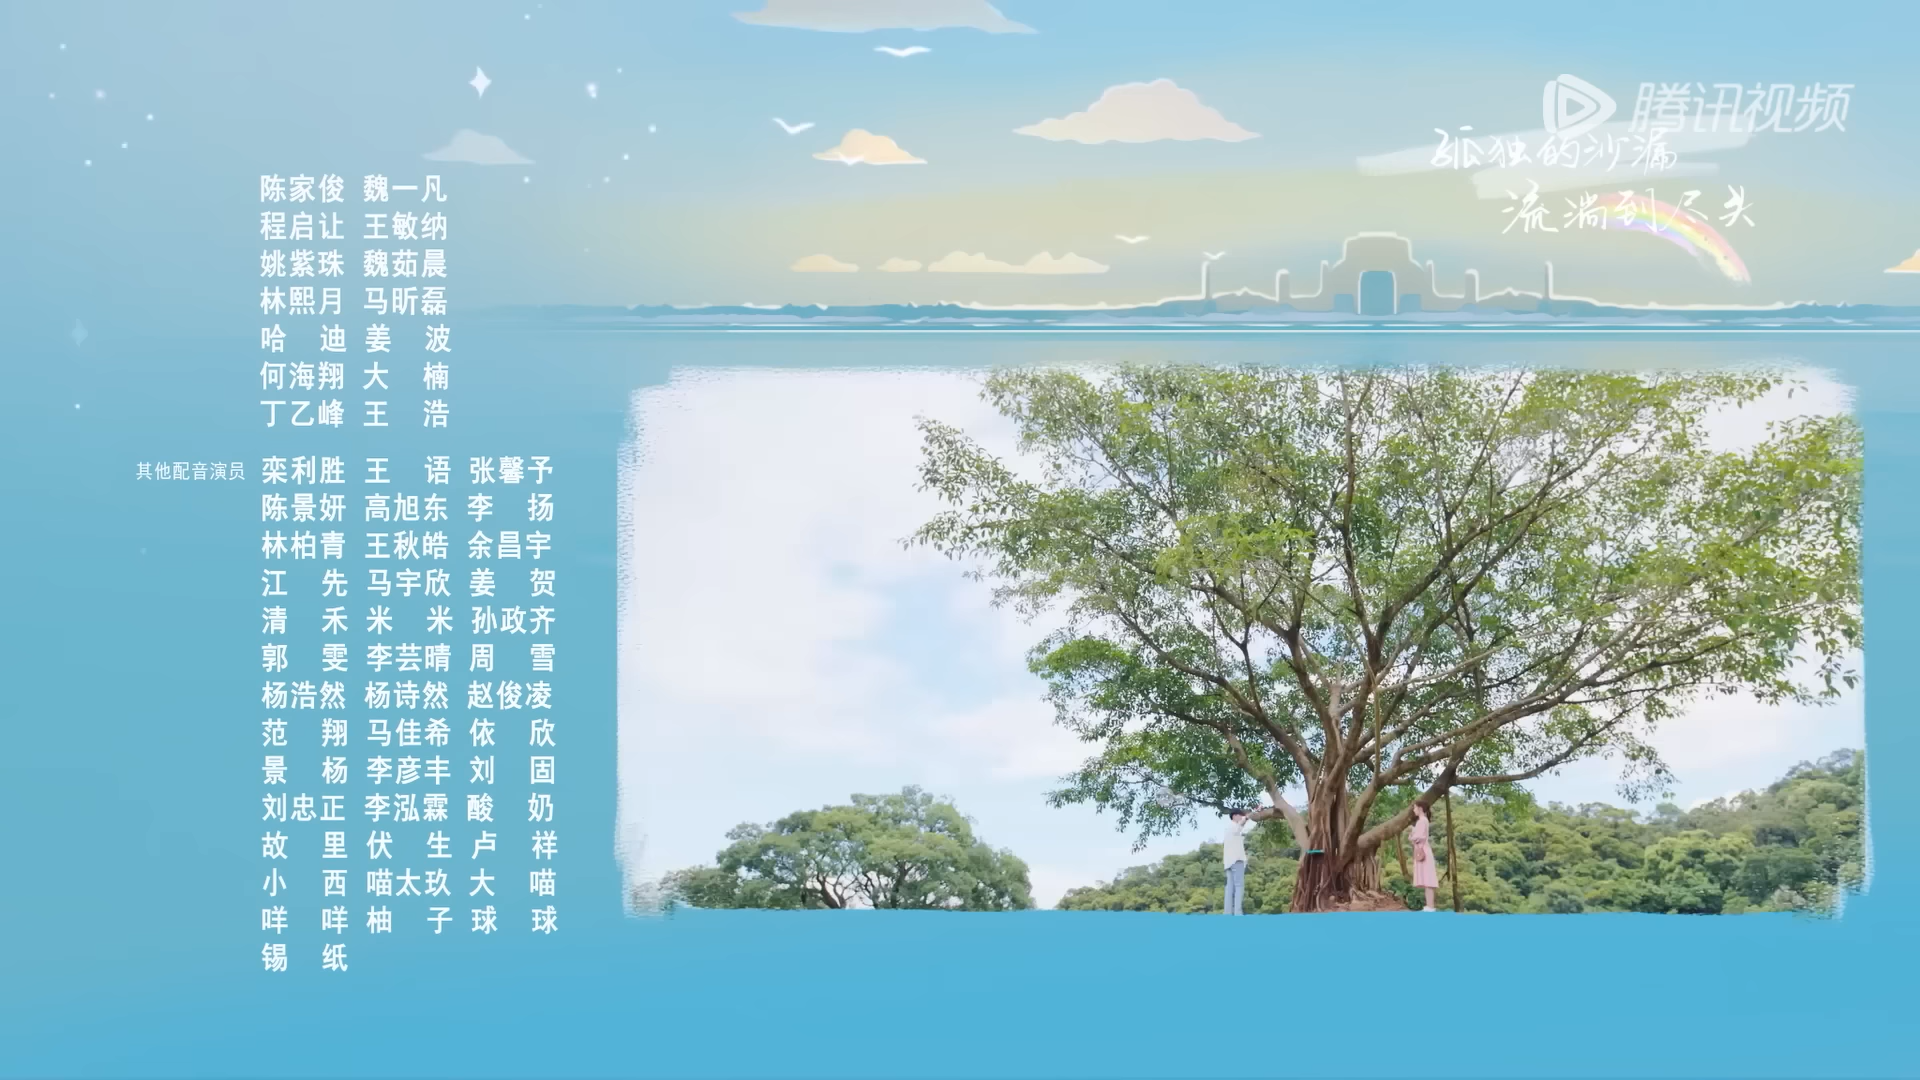 腾讯视频
孤独的沙漏
流淌到尽头
陈家俊 魏一凡
程启让 王敏纳
姚紫珠 魏茹晨
林熙月 马昕磊
哈 迪 姜 波
何海翔 大 楠
丁乙峰 王 浩
其他配音演员 栾利胜 王 语 张馨予
陈景妍 高旭东 李 扬
林柏青 王秋皓 余昌宇
江 先 马宇欣 姜 贺
清 禾 米 米 孙政齐
郭 雯 李芸晴 周 雪
杨浩然 杨诗然 赵俊凌
范 翔 马佳希 依 欣
景 杨 李彦丰 刘 固
刘忠正 李泓霖 酸 奶
故 里 伏 生 卢 祥
小 西 喵太玖 大 喵
咩 咩 柚 子 球 球
锡 纸